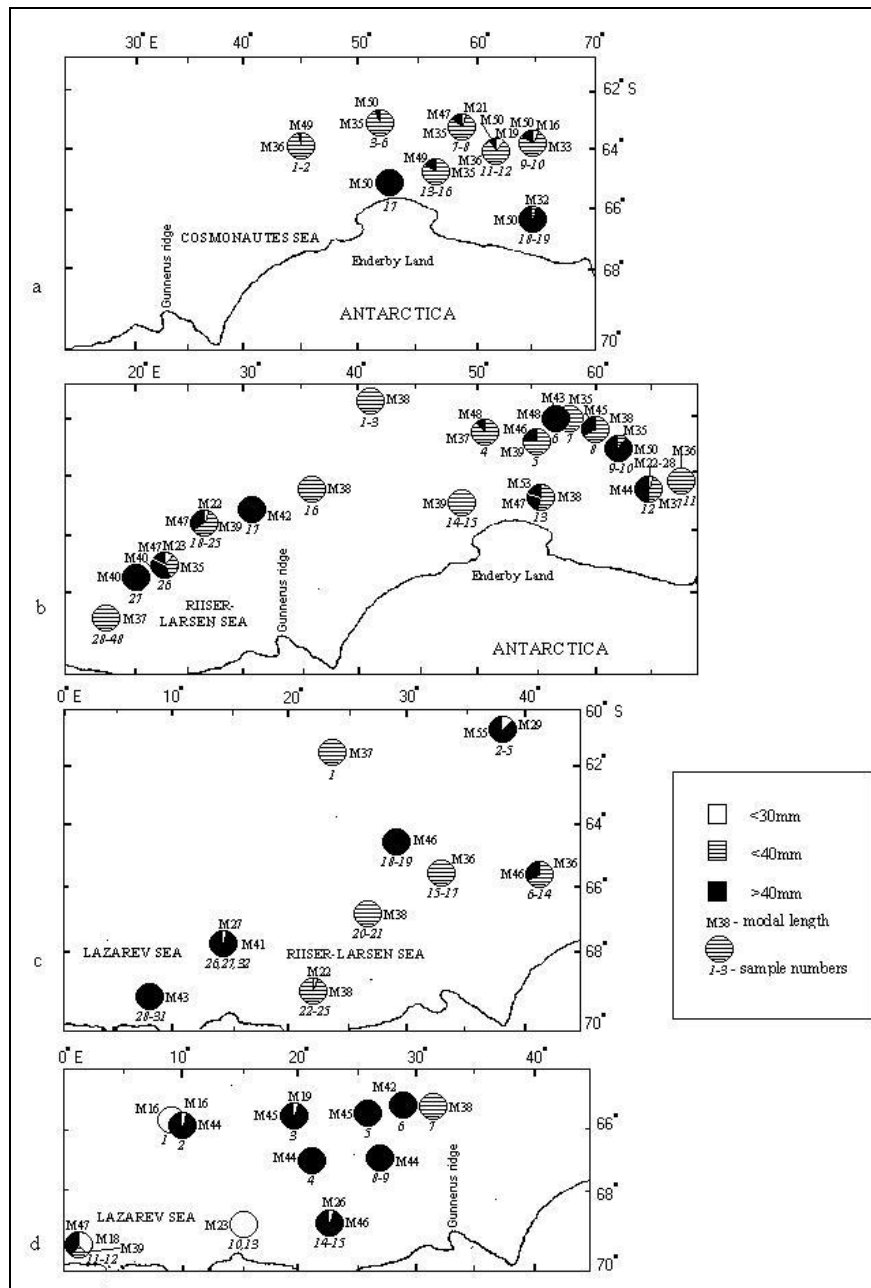 30° E 40° 50° 60° 70°
62° S
64°
66°
68°
70°
M49
M36
1-2
M50
M35
3-6
M47 M21
M35
7-8
M50
M19
M36
11-12
M50 M16
M33
9-10
M49
M35
13-16
M50
17
M32
M50
18-19
COSMONAUTES SEA
Gunnerus ridge
Enderby Land
ANTARCTICA
a
20° E 30° 40° 50° 60°
M38
1-3
M48
M37
4
M46
M39
5
M43
M48
6
M35
7
M45
M38
8
M35
M50
9-10
M22-28
M44
M37
12
M36
11
M53
M47
M38
13
M39
14-15
M38
16
M42
17
M22
M47
M39
18-25
M47 M23
M40
M35
26
M40
27
M37
28-48
RIISER-
LARSEN SEA
Gunnerus ridge
Enderby Land
ANTARCTICA
b
0° E 10° 20° 30° 40°
60° S
62°
64°
66°
68°
70°
M37
1
M55
M29
2-5
M46
18-19
M36
15-17
M46
M36
6-14
M38
20-21
M27
M41
26,27,32
M43
28-31
M22
M38
22-25
LAZAREV SEA
RIISER-LARSEN SEA
c
<30mm
<40mm
>40mm
M38 - modal length
1-3 - sample numbers
0° E 10° 20° 30° 40°
66°
68°
70°
M16
1
M16
M44
2
M19
M45
3
M44
4
M45
5
M42
6
M38
7
M44
8-9
M23
10,13
M47
M18
M39
11-12
M26
M46
14-15
LAZAREV SEA
Gunnerus ridge
d